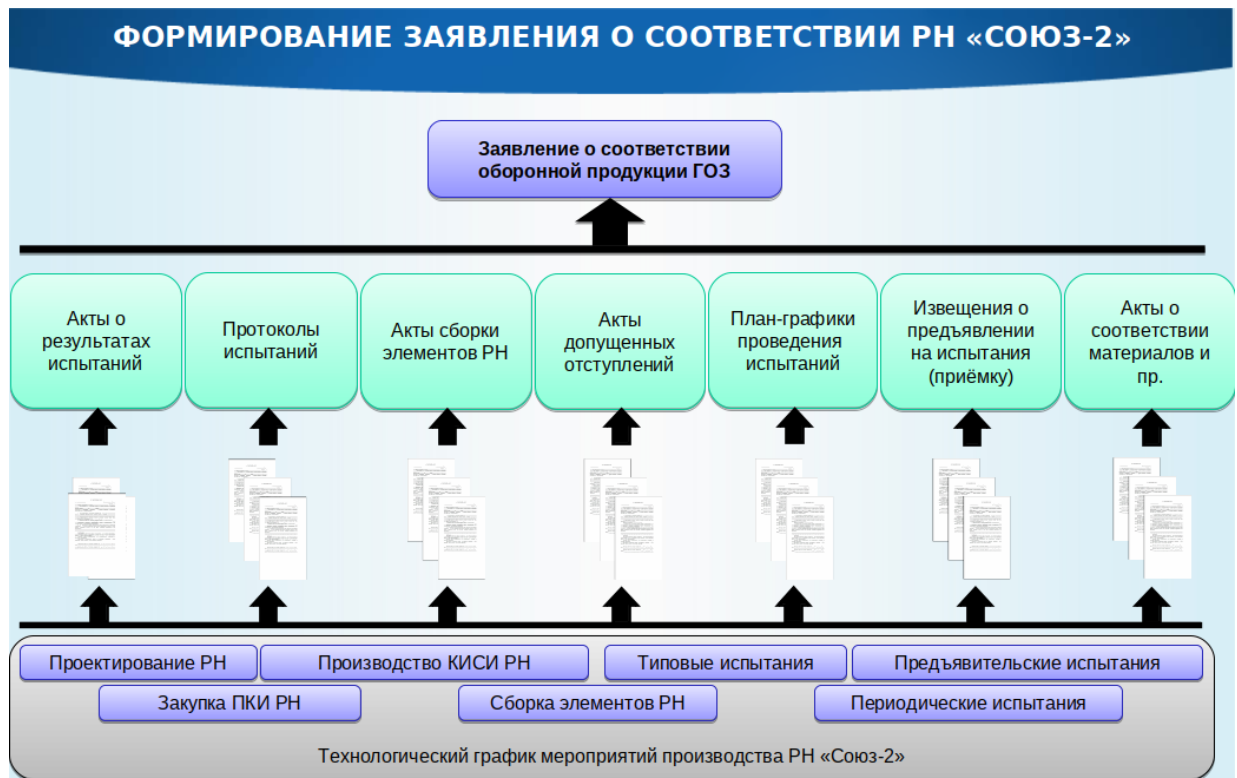 ФОРМИРОВАНИЕ ЗАЯВЛЕНИЯ О СООТВЕТСТВИИ РН «СОЮЗ-2»
Заявление о соответствии
оборонной продукции ГОЗ
Акты о
результатах
испытаний
Протоколы
испытаний
Акты сборки
элементов РН
Акты
допущенных
отступлений
План-графики
проведения
испытаний
Извещения о
предъявлении
на испытания
(приёмку)
Акты о
соответствии
материалов и
пр.
Проектирование РН
Производство КИСИ РН
Типовые испытания
Предъявительские испытания
Закупка ПКИ РН
Сборка элементов РН
Периодические испытания
Технологический график мероприятий производства РН «Союз-2»